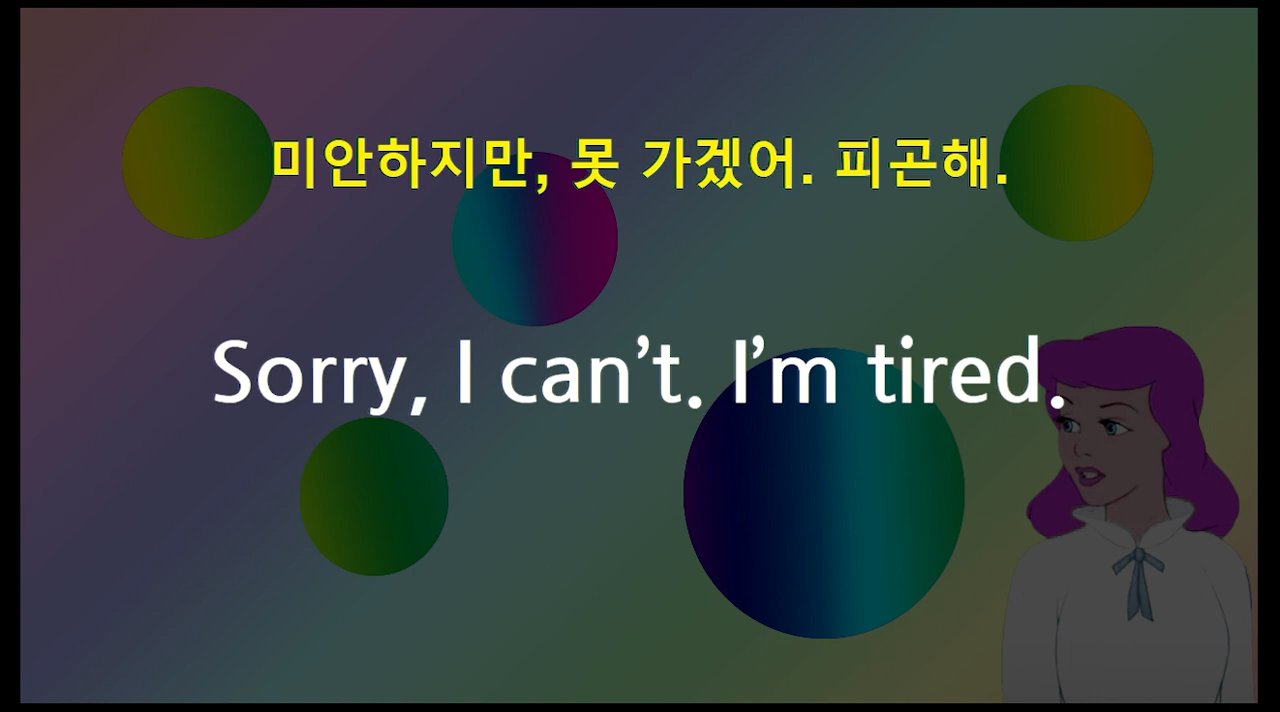 미안하지만, 못 가겠어. 피곤해.
Sorry, I can’t. I’m tired.